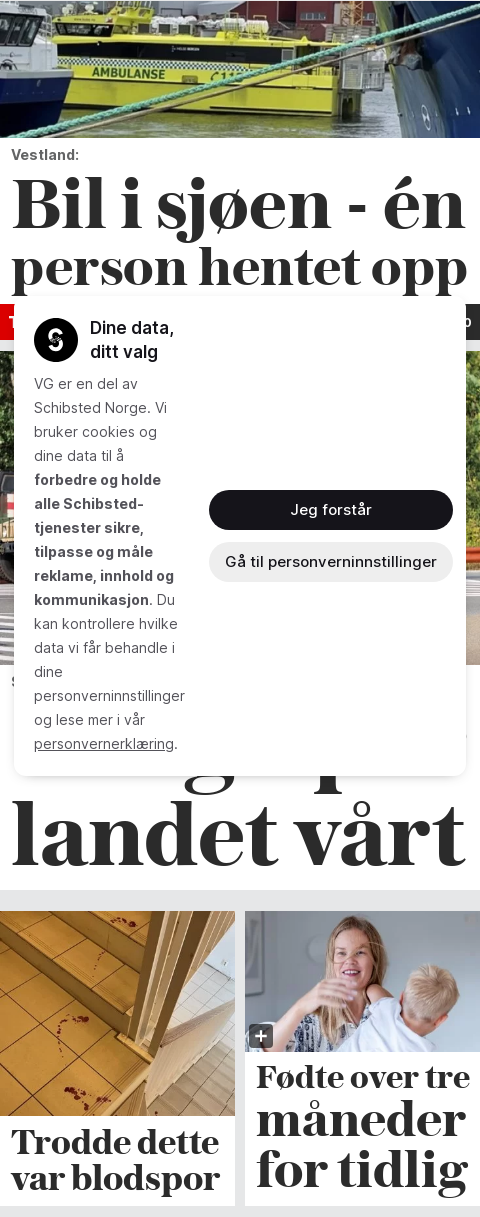 AMBULANSE
Vestland:
Bil i sjøen - én
person hentet opp
Dine data,
ditt valg
VG er en del av
Schibsted Norge. Vi
bruker cookies og
dine data til å
forbedre og holde
alle Schibsted-
tjenester sikre,
tilpasse og måle
reklame, innhold og
kommunikasjon. Du
kan kontrollere hvilke
data vi får behandle i
dine
personverninnstillinger
og lese mer i vår
personvernerklæring.
Jeg forstår
Gå til personverninnstillinger
landet vårt
Trodde dette
var blodspor
Fødte over tre
måneder
for tidlig